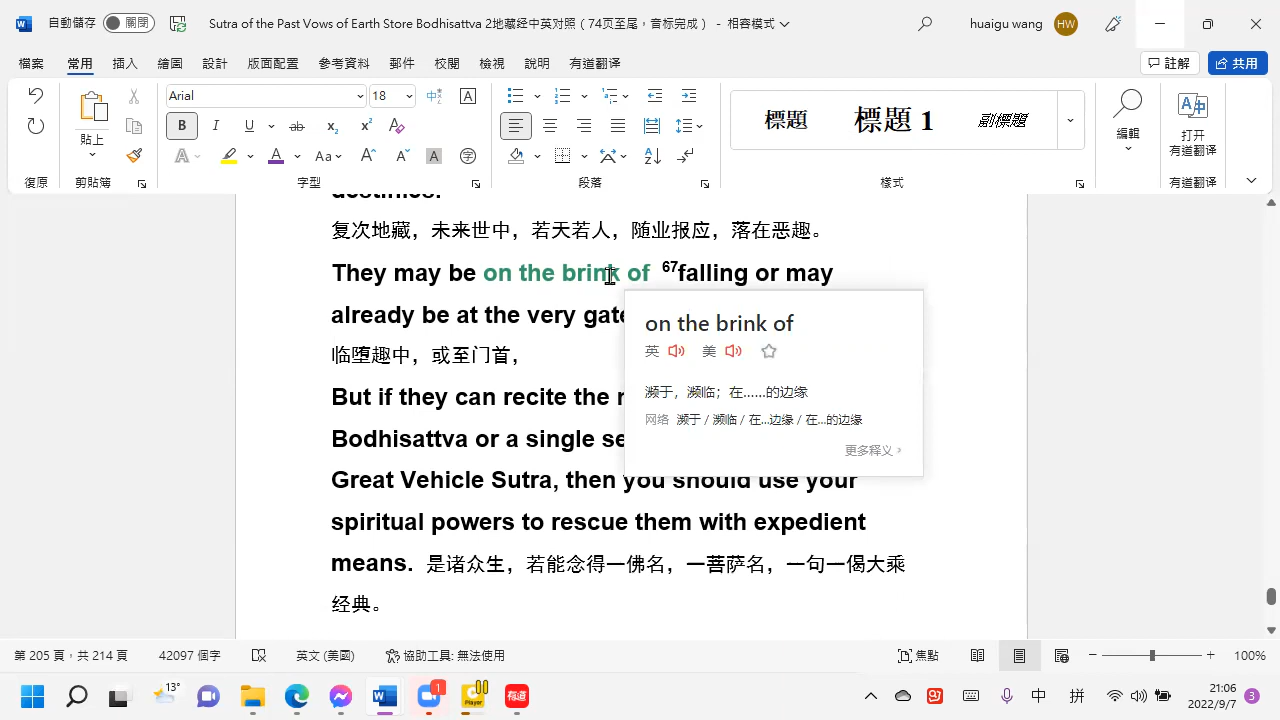 自動儲存 關閉 Sutra of the Past Vows of Earth Store Bodhisattva 2地藏经中英对照（74页至尾，音标完成） - 相容模式 huaigu wang HW
檔案 常用 插入 繪圖 設計 版面配置 參考資料 郵件 校閱 檢視 說明 有道翻译 註解 共用
Arial 18
貼上 標題 標題 1 副標題 編輯 打开
有道翻译
復原 剪貼簿 字型 段落 樣式 有道翻译
destinies.
复次地藏，未来世中，若天若人，随业报应，落在恶趣。
They may be on the brink of 67falling or may
already be at the very gate
临堕趣中，或至门首，
But if they can recite the
Bodhisattva or a single se
Great Vehicle Sutra, then you should use your
spiritual powers to rescue them with expedient
means. 是诸众生，若能念得一佛名，一菩萨名，一句一偈大乘
经典。
on the brink of
英 美
濒于，濒临；在……的边缘
网络 濒于 / 濒临 / 在...边缘 / 在...的边缘
更多释义 >
第 205 頁，共 214 頁 42097 個字 英文 (美國) 協助工具: 無法使用 焦點 100%
13° 1 Player 有道 中 拼 21:06
2022/9/7 3